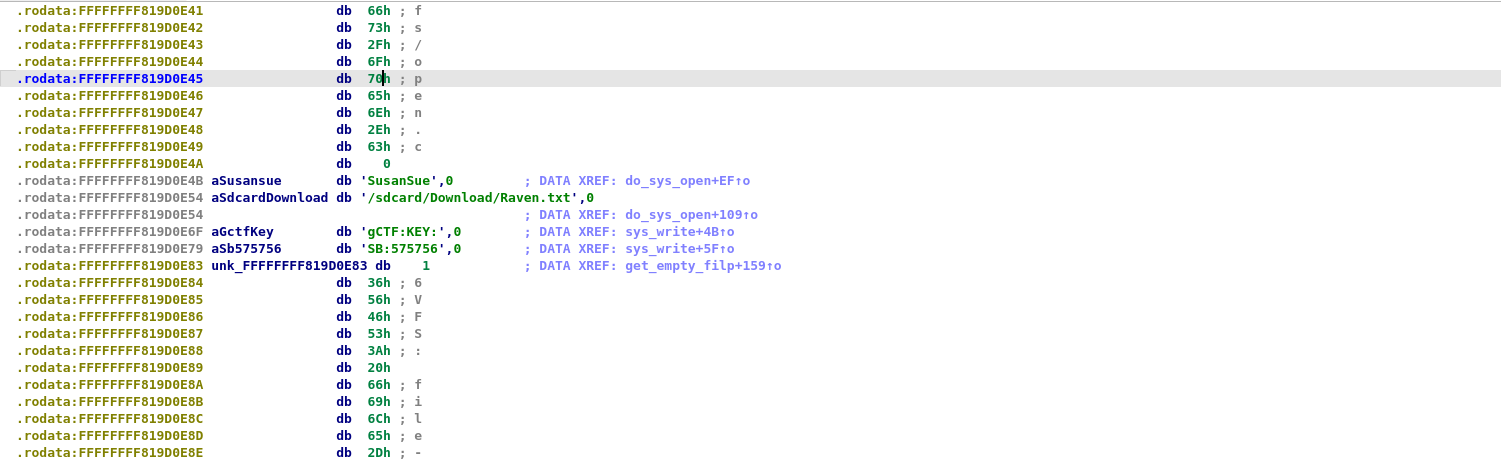 .rodata:FFFFFFFF819D0E41 db 66h ; f
.rodata:FFFFFFFF819D0E42 db 73h ; s
.rodata:FFFFFFFF819D0E43 db 2Fh ; /
.rodata:FFFFFFFF819D0E44 db 6Fh ; o
.rodata:FFFFFFFF819D0E45 db 70h ; p
.rodata:FFFFFFFF819D0E46 db 65h ; e
.rodata:FFFFFFFF819D0E47 db 6Eh ; n
.rodata:FFFFFFFF819D0E48 db 2Eh ; .
.rodata:FFFFFFFF819D0E49 db 63h ; c
.rodata:FFFFFFFF819D0E4A db 0
.rodata:FFFFFFFF819D0E4B aSusansue db 'SusanSue',0 ; DATA XREF: do_sys_open+EF↑o
.rodata:FFFFFFFF819D0E54 aSdcardDownload db '/sdcard/Download/Raven.txt',0
.rodata:FFFFFFFF819D0E54 ; DATA XREF: do_sys_open+109↑o
.rodata:FFFFFFFF819D0E6F aGctfKey db 'gCTF:KEY:',0 ; DATA XREF: sys_write+4B↑o
.rodata:FFFFFFFF819D0E79 aSb575756 db 'SB:575756',0 ; DATA XREF: sys_write+5F↑o
.rodata:FFFFFFFF819D0E83 unk_FFFFFFFF819D0E83 db 1 ; DATA XREF: get_empty_filp+159↑o
.rodata:FFFFFFFF819D0E84 db 36h ; 6
.rodata:FFFFFFFF819D0E85 db 56h ; V
.rodata:FFFFFFFF819D0E86 db 46h ; F
.rodata:FFFFFFFF819D0E87 db 53h ; S
.rodata:FFFFFFFF819D0E88 db 3Ah ; :
.rodata:FFFFFFFF819D0E89 db 20h
.rodata:FFFFFFFF819D0E8A db 66h ; f
.rodata:FFFFFFFF819D0E8B db 69h ; i
.rodata:FFFFFFFF819D0E8C db 6Ch ; l
.rodata:FFFFFFFF819D0E8D db 65h ; e
.rodata:FFFFFFFF819D0E8E db 2Dh ; -